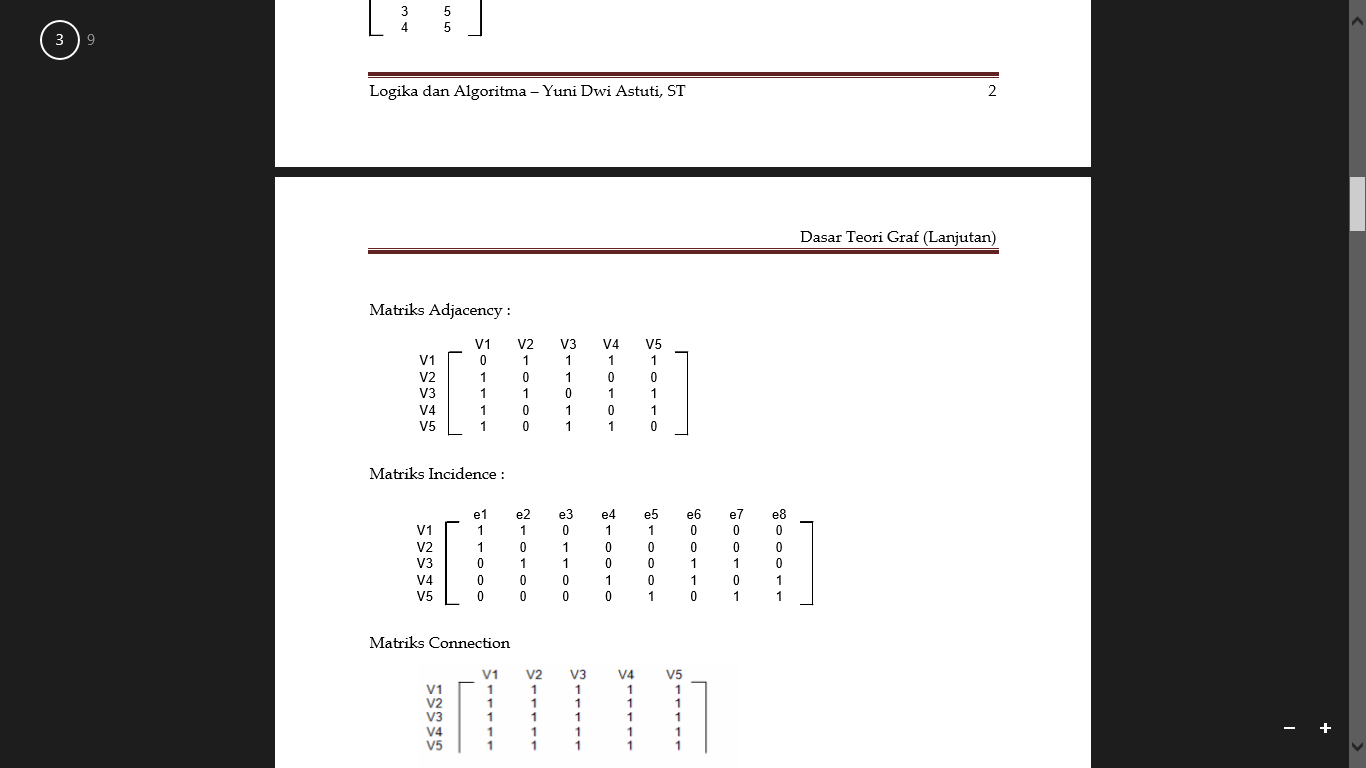 3 9
3 5
4 5
Logika dan Algoritma – Yuni Dwi Astuti, ST 2
Dasar Teori Graf (Lanjutan)
Matriks Adjacency :
V1 V2 V3 V4 V5
V1 0 1 1 1 1
V2 1 0 1 0 0
V3 1 1 0 1 1
V4 1 0 1 0 1
V5 1 0 1 1 0
Matriks Incidence :
e1 e2 e3 e4 e5 e6 e7 e8
V1 1 1 0 1 1 0 0 0
V2 1 0 1 0 0 0 0 0
V3 0 1 1 0 0 1 1 0
V4 0 0 0 1 0 1 0 1
V5 0 0 0 0 1 0 1 1
Matriks Connection
V1 V2 V3 V4 V5
V1 1 1 1 1 1
V2 1 1 1 1 1
V3 1 1 1 1 1
V4 1 1 1 1 1
V5 1 1 1 1 1